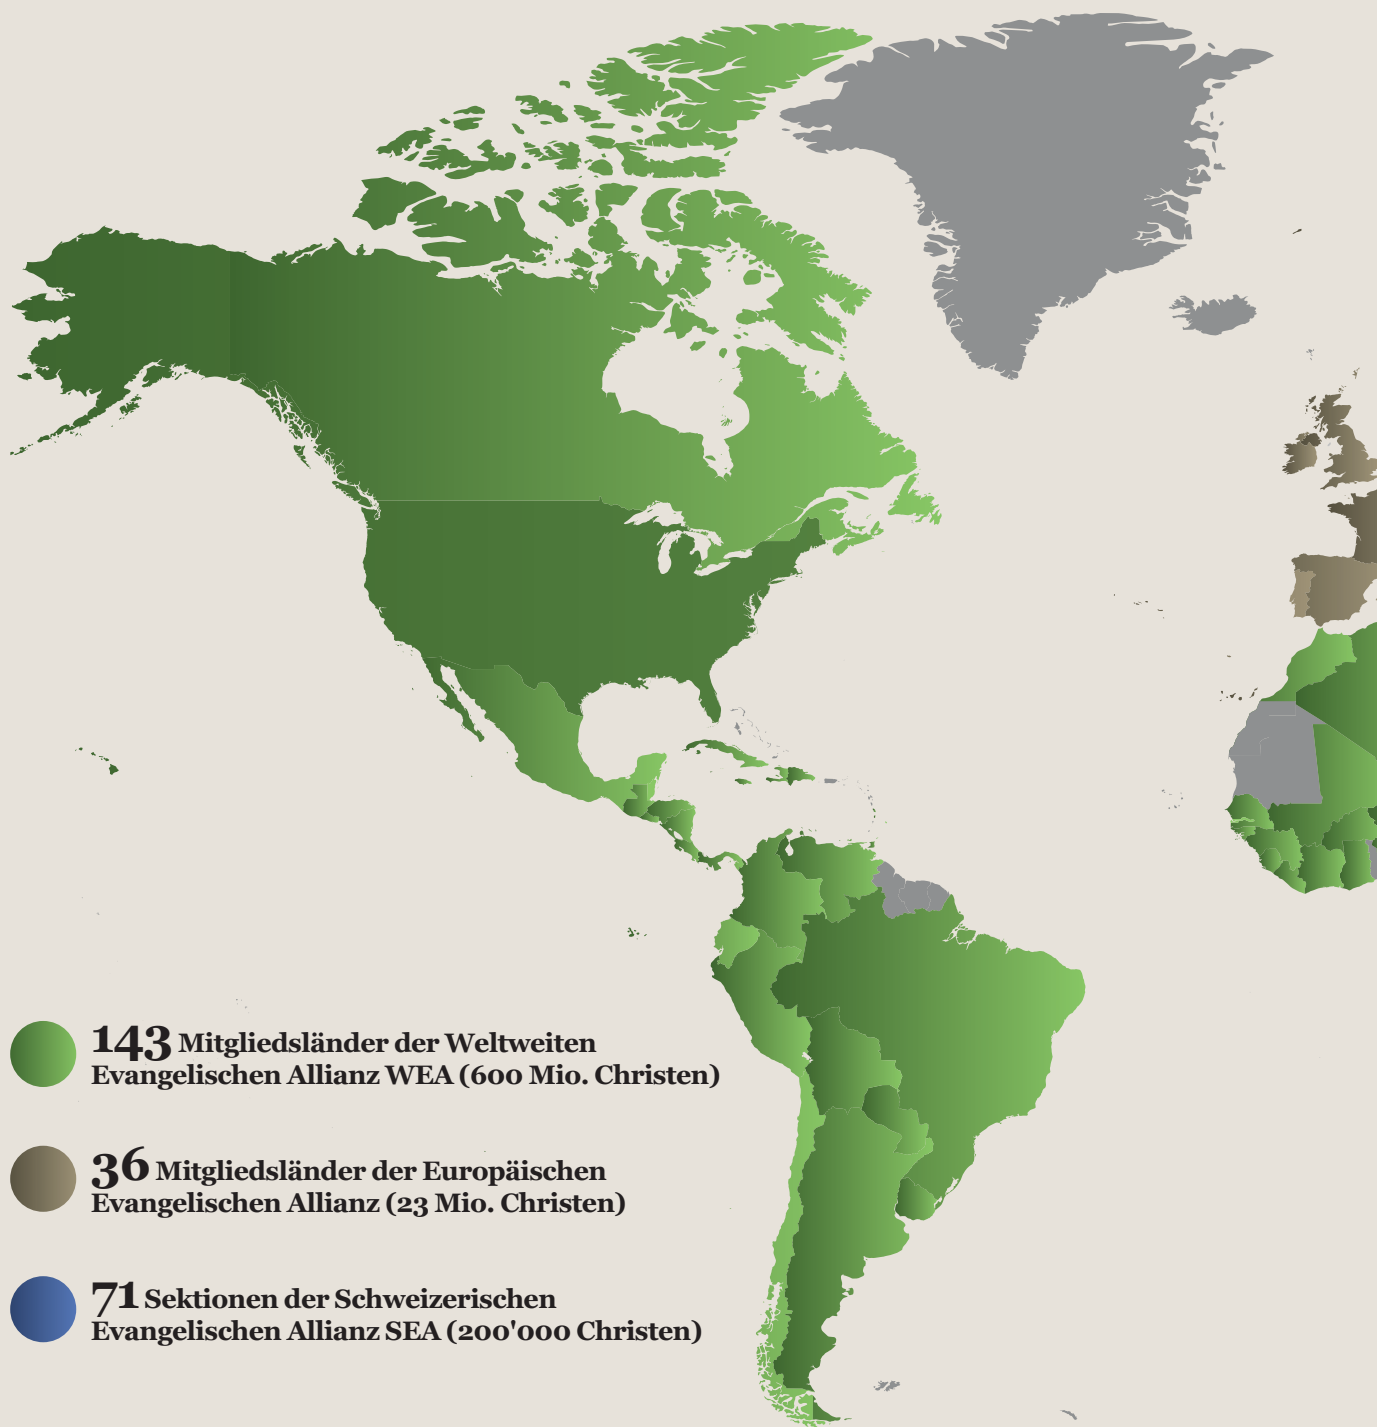 143 Mitgliedsländer der Weltweiten
Evangelischen Allianz WEA (600 Mio. Christen)
36 Mitgliedsländer der Europäischen
Evangelischen Allianz (23 Mio. Christen)
71 Sektionen der Schweizerischen
Evangelischen Allianz SEA (200'000 Christen)